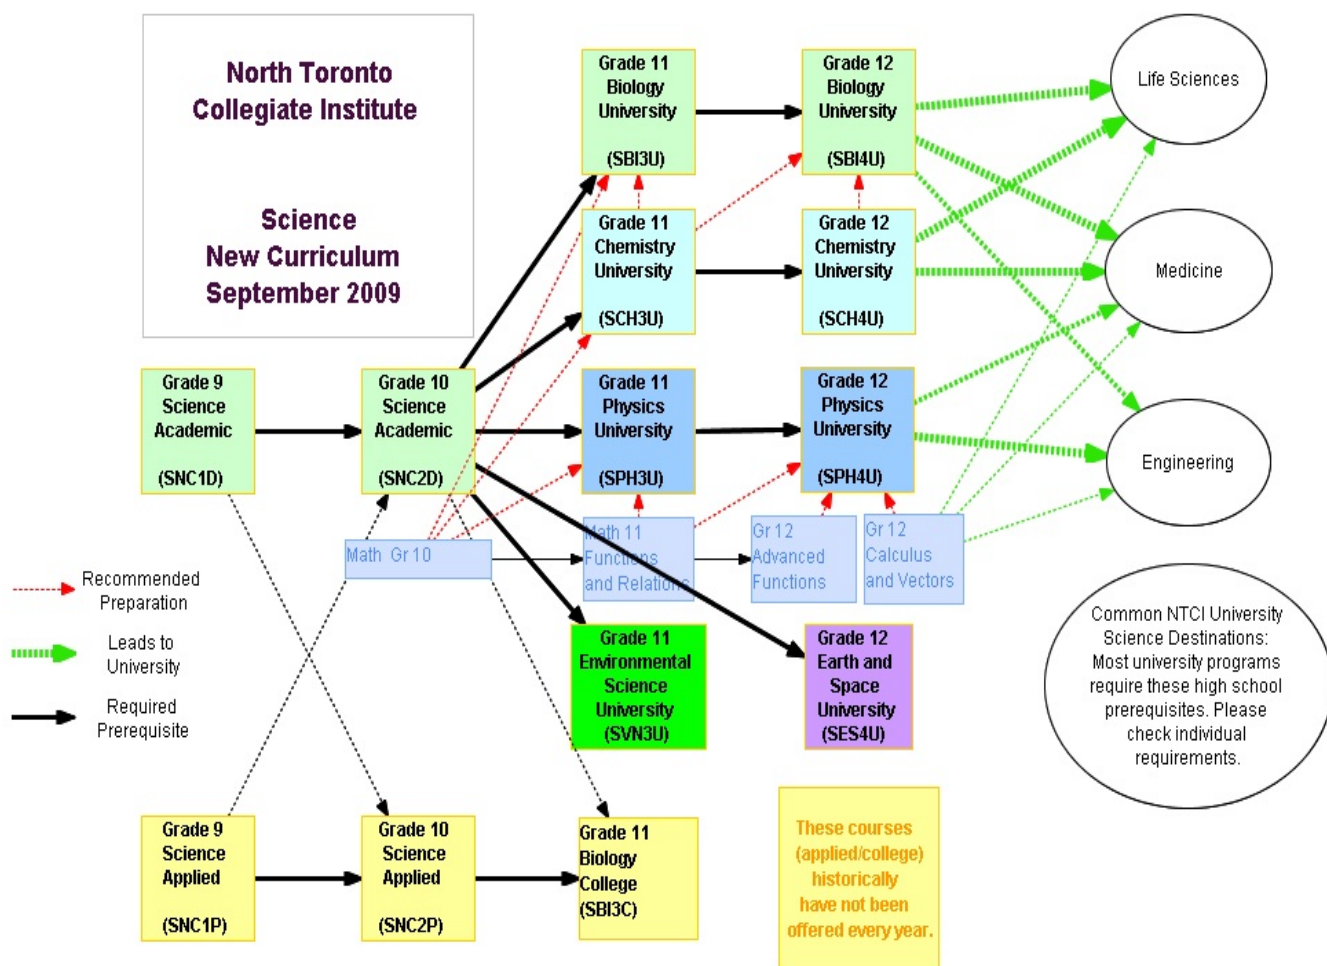 North Toronto
Collegiate Institute
Science
New Curriculum
September 2009
Grade 11
Biology
University
(SBI3U)
Grade 12
Biology
University
(SBI4U)
Life Sciences
Grade 11
Chemistry
University
(SCH3U)
Grade 12
Chemistry
University
(SCH4U)
Medicine
Grade 9
Science
Academic
(SNC1D)
Grade 10
Science
Academic
(SNC2D)
Grade 11
Physics
University
(SPH3U)
Grade 12
Physics
University
(SPH4U)
Engineering
Math Gr 10
Math 11
Functions
and Relations
Gr 12
Advanced
Functions
Gr 12
Calculus
and Vectors
Recommended
Preparation
Leads to
University
Required
Prerequisite
Grade 11
Environmental
Science
University
(SVN3U)
Grade 12
Earth and
Space
University
(SES4U)
Common NTCI University
Science Destinations:
Most university programs
require these high school
prerequisites. Please
check individual
requirements.
Grade 9
Science
Applied
(SNC1P)
Grade 10
Science
Applied
(SNC2P)
Grade 11
Biology
College
(SBI3C)
These courses
(applied/college)
historically
have not been
offered every year.